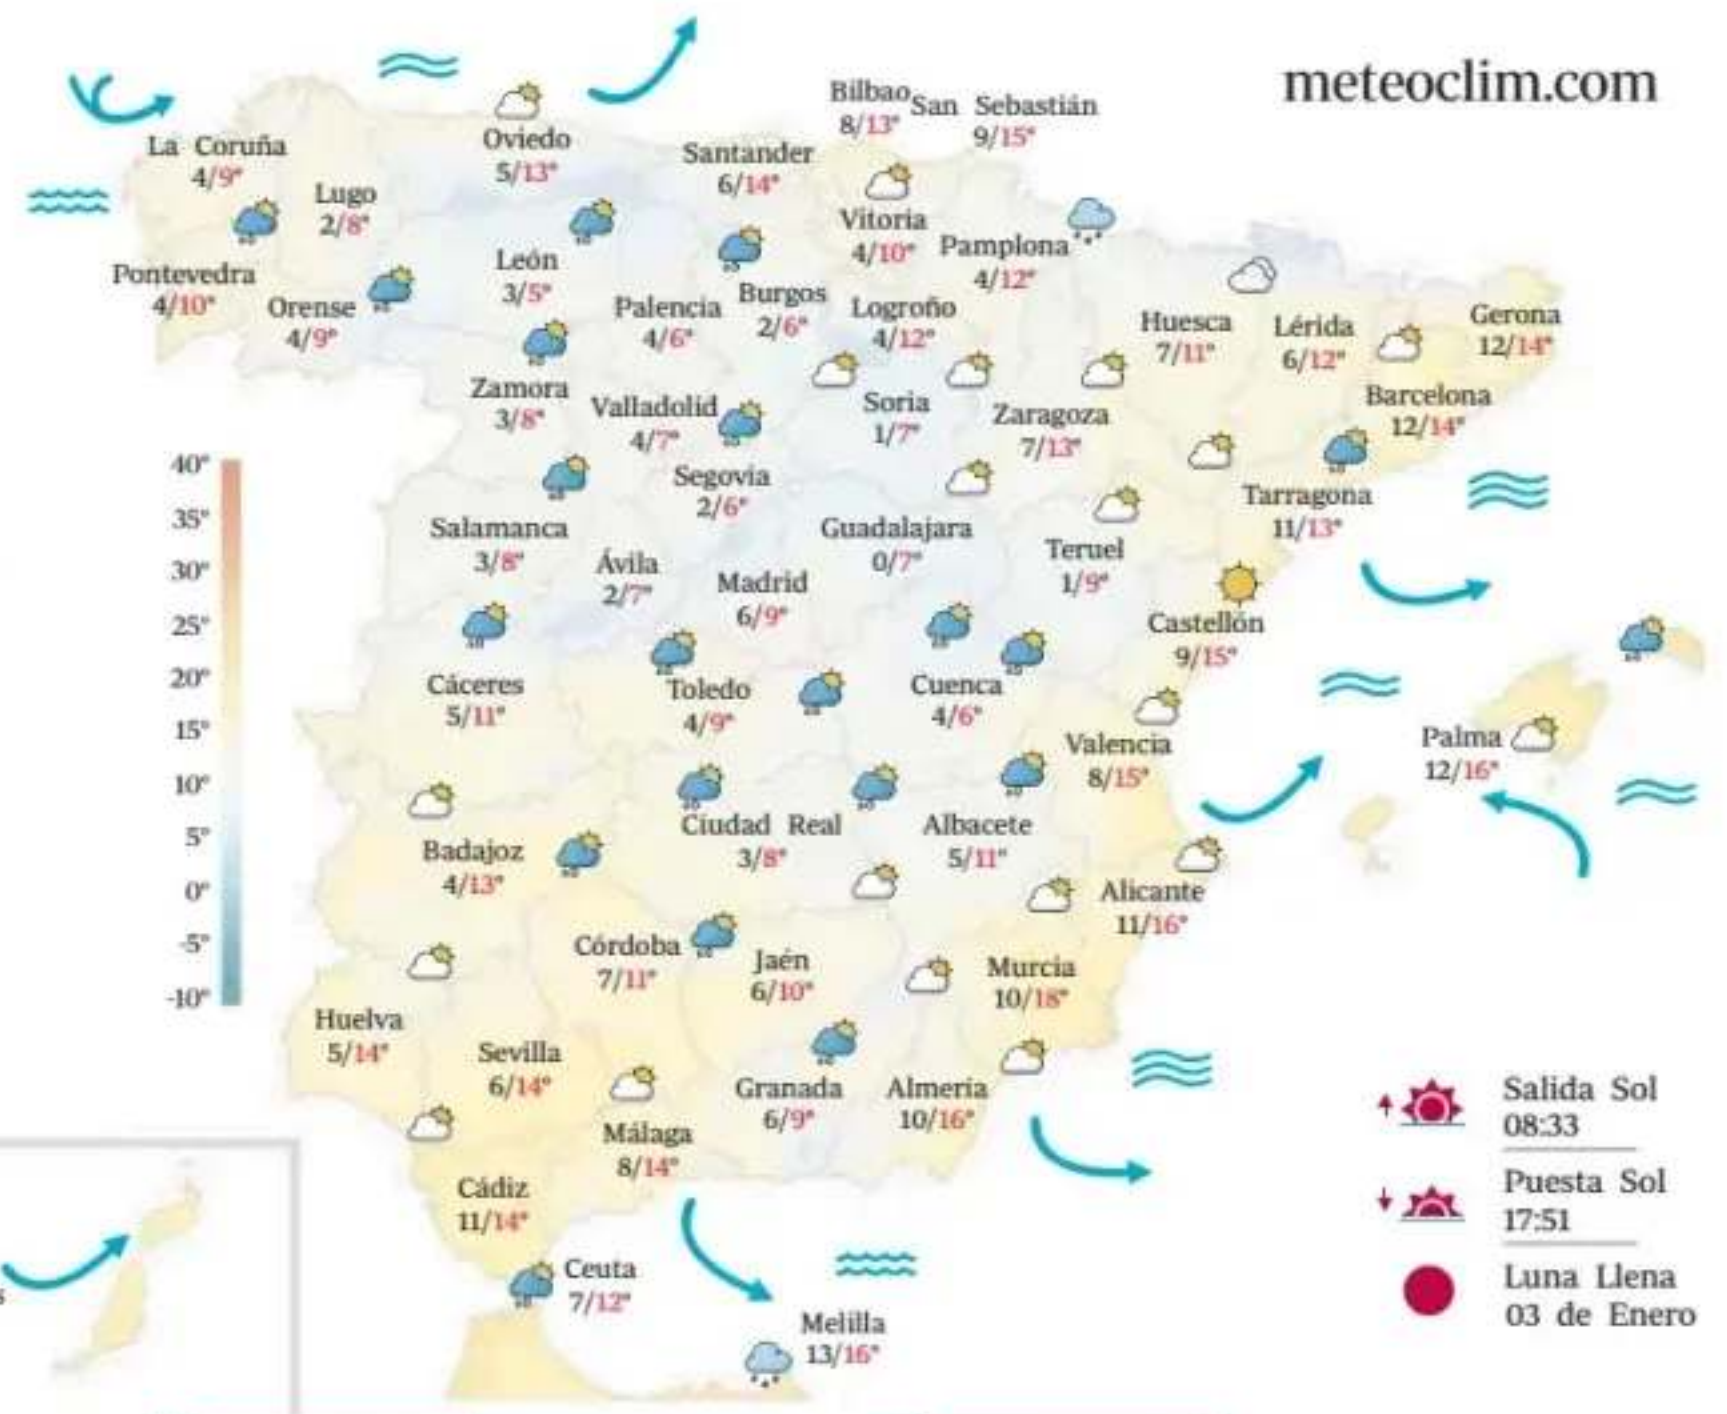 meteoclim.com
Bilbao
8/13°
San Sebastián
9/15°
La Coruña
4/9°
Oviedo
5/13°
Santander
6/14°
Lugo
2/8°
Vitoria
4/10°
Pamplona
4/12°
Pontevedra
4/10°
Orense
4/9°
León
3/5°
Palencia
4/6°
Burgos
2/6°
Logroño
4/12°
Huesca
7/11°
Lérida
6/12°
Gerona
12/14°
Zamora
3/8°
Valladolid
4/7°
Soria
1/7°
Zaragoza
7/13°
Barcelona
12/14°
Segovia
2/6°
Tarragona
11/13°
Salamanca
3/8°
Ávila
2/7°
Madrid
6/9°
Guadalajara
0/7°
Teruel
1/9°
Castellón
9/15°
Cáceres
5/11°
Toledo
4/9°
Cuenca
4/6°
Valencia
8/15°
Palma
12/16°
Badajoz
4/13°
Ciudad Real
3/8°
Albacete
5/11°
Alicante
11/16°
Córdoba
7/11°
Jaén
6/10°
Murcia
10/18°
Huelva
5/14°
Sevilla
6/14°
Granada
6/9°
Almería
10/16°
Málaga
8/14°
Cádiz
11/14°
Ceuta
7/12°
Melilla
13/16°
40°
35°
30°
25°
20°
15°
10°
5°
0°
-5°
-10°
Salida Sol
08:33
Puesta Sol
17:51
Luna Llena
03 de Enero